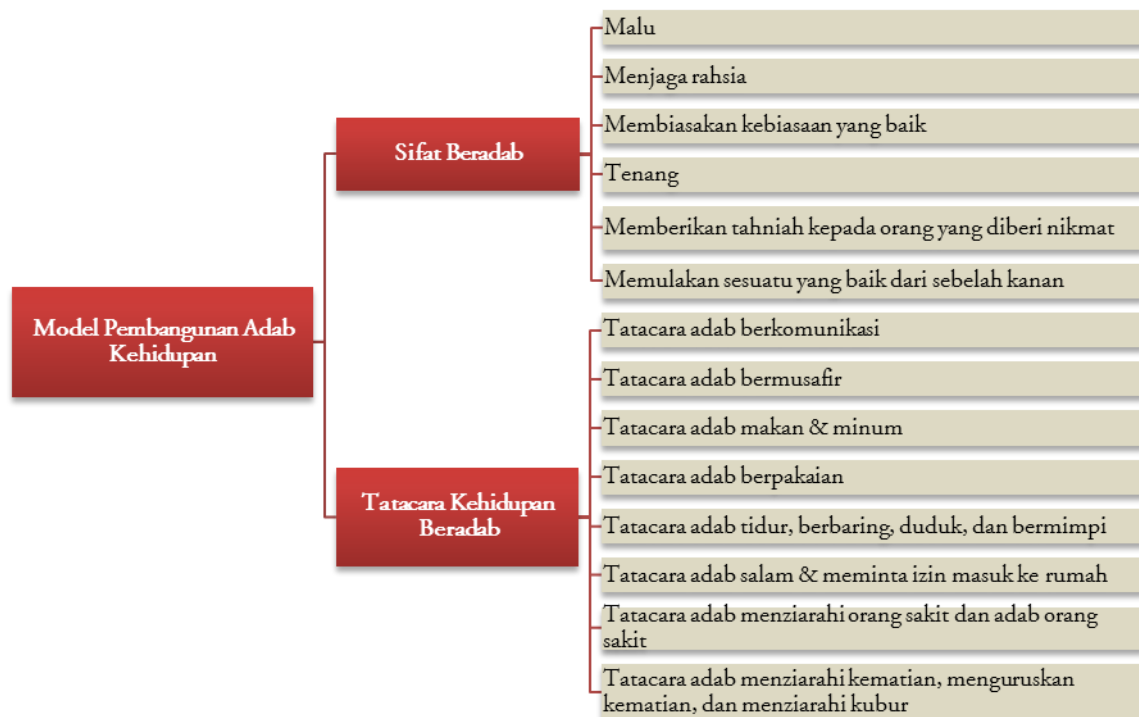 Malu
Menjaga rahsia
Membiasakan kebiasaan yang baik
Sifat Beradab
Tenang
Memberikan tahniah kepada orang yang diberi nikmat
Memulakan sesuatu yang baik dari sebelah kanan
Model Pembangunan Adab
Kehidupan
Tatacara adab berkomunikasi
Tatacara adab bermusafir
Tatacara adab makan & minum
Tatacara adab berpakaian
Tatacara Kehidupan
Beradab
Tatacara adab tidur, berbaring, duduk, dan bermimpi
Tatacara adab salam & meminta izin masuk ke rumah
Tatacara adab menziarahi orang sakit dan adab orang
sakit
Tatacara adab menziarahi kematian, menguruskan
kematian, dan menziarahi kubur